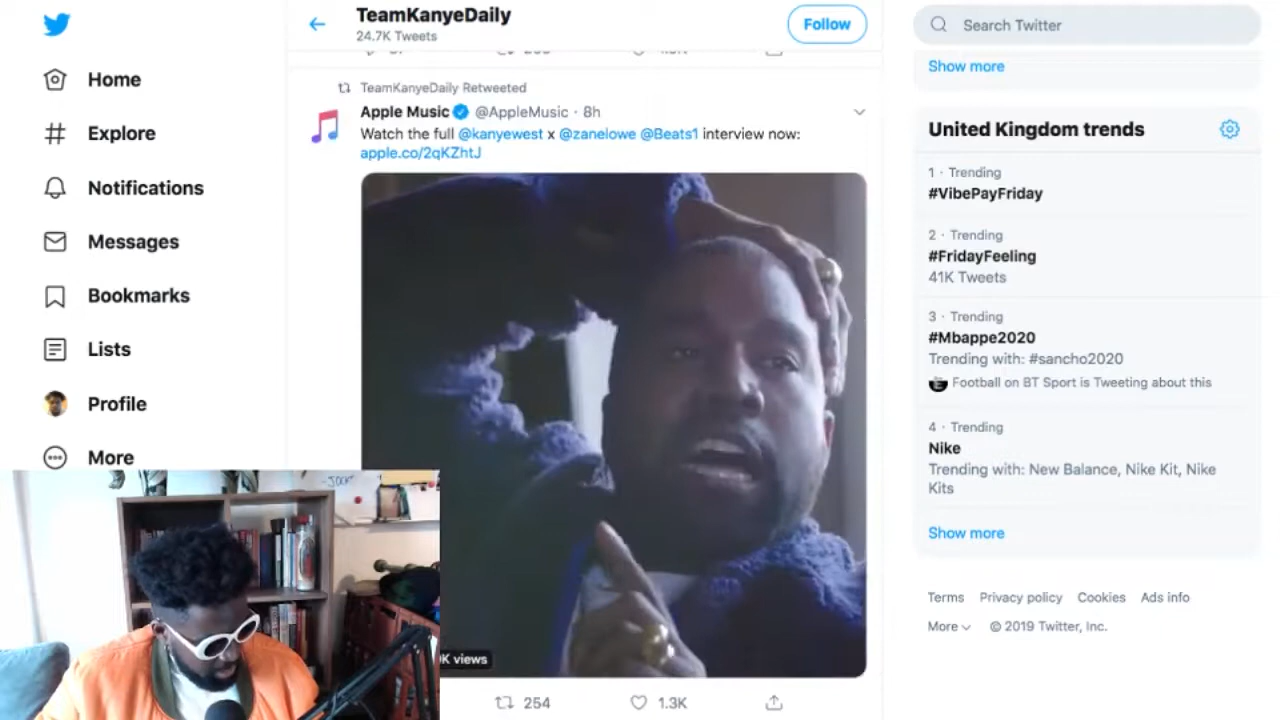 Home
Explore
Notifications
Messages
Bookmarks
Lists
Profile
More
TeamKanyeDaily
24.7K Tweets
Follow
TeamKanyeDaily Retweeted
Apple Music @AppleMusic · 8h
Watch the full @kanyewest x @zanelowe @Beats1 interview now:
apple.co/2qKZhtJ
K views
254
1.3K
Search Twitter
Show more
United Kingdom trends
1 · Trending
#VibePayFriday
2 · Trending
#FridayFeeling
41K Tweets
3 · Trending
#Mbappe2020
Trending with: #sancho2020
Football on BT Sport is Tweeting about this
4 · Trending
Nike
Trending with: New Balance, Nike Kit, Nike
Kits
Show more
Terms Privacy policy Cookies Ads info
More © 2019 Twitter, Inc.